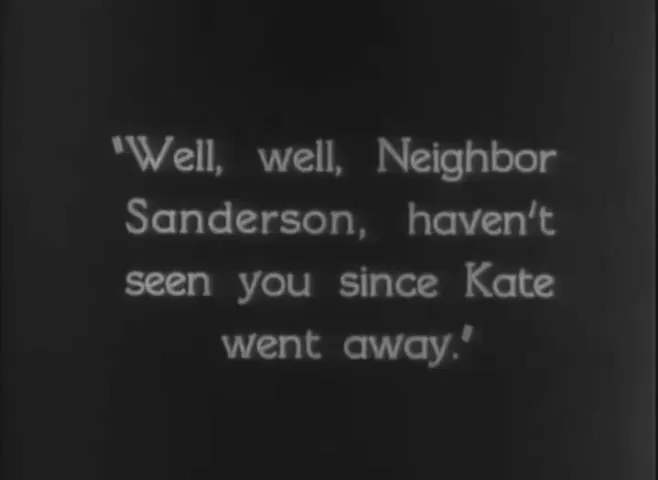 "Well, well, Neighbor
Sanderson, haven't
seen you since Kate
went away."